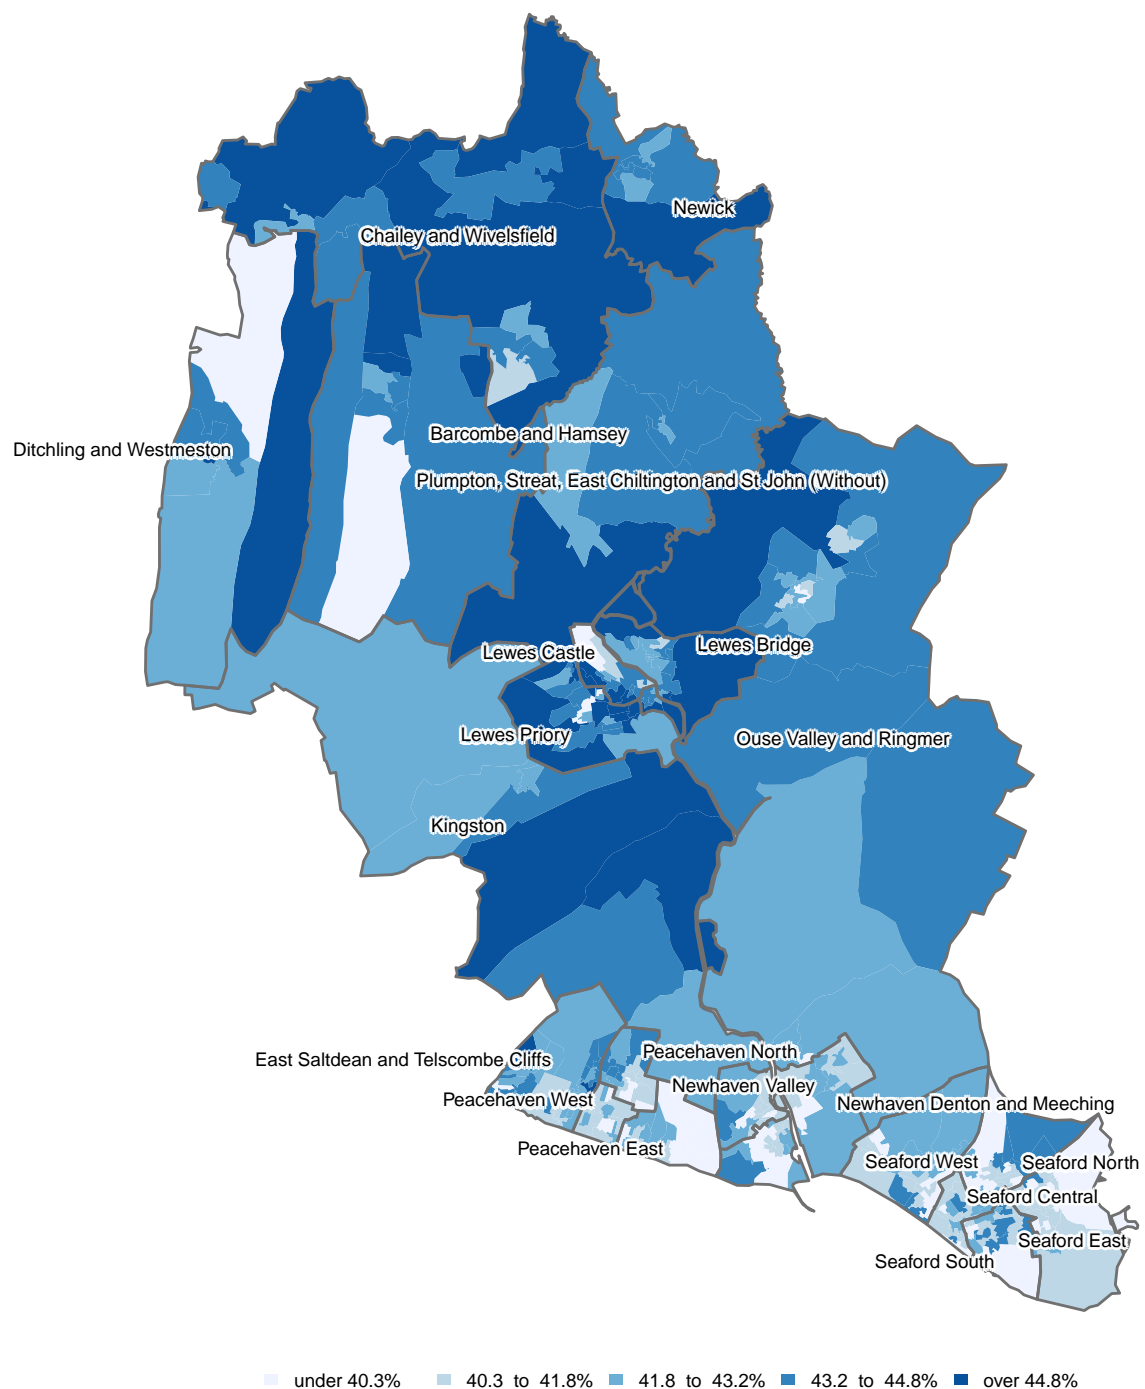 Newick
Chailey and Wivelsfield
Barcombe and Hamsey
Ditchling and Westmeston
Plumpton, Streat, East Chiltington and St John (Without)
Lewes Bridge
Lewes Castle
Lewes Priory
Ouse Valley and Ringmer
Kingston
Peacehaven North
East Saltdean and Telscombe Cliffs
Newhaven Valley
Peacehaven West
Newhaven Denton and Meeching
Peacehaven East
Seaford West
Seaford North
Seaford Central
Seaford East
Seaford South
under 40.3% 40.3 to 41.8% 41.8 to 43.2% 43.2 to 44.8% over 44.8%